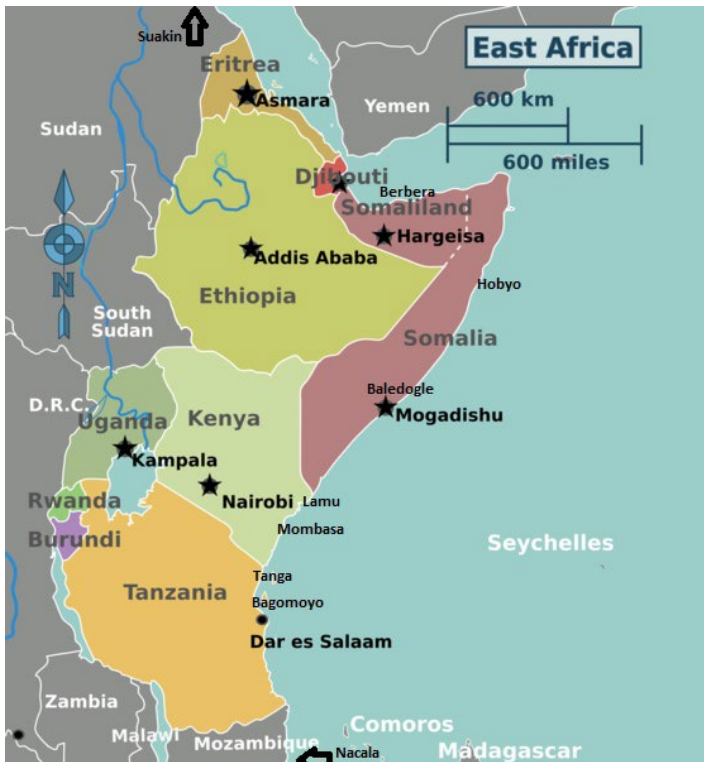 Suakin
Eritrea
East Africa
Asmara
Yemen
600 km
Sudan
600 miles
Djibouti
Berbera
Somaliland
Hargeisa
Addis Ababa
N
Ethiopia
Hobyo
South
Sudan
Somalia
Baledogle
D.R.C.
Mogadishu
Uganda
Kenya
Kampala
Rwanda
Nairobi
Lamu
Mombasa
Burundi
Seychelles
Tanga
Tanzania
Bagomoyo
Dar es Salaam
Zambia
Comoros
Malawi
Mozambique
Nacala
Madagascar